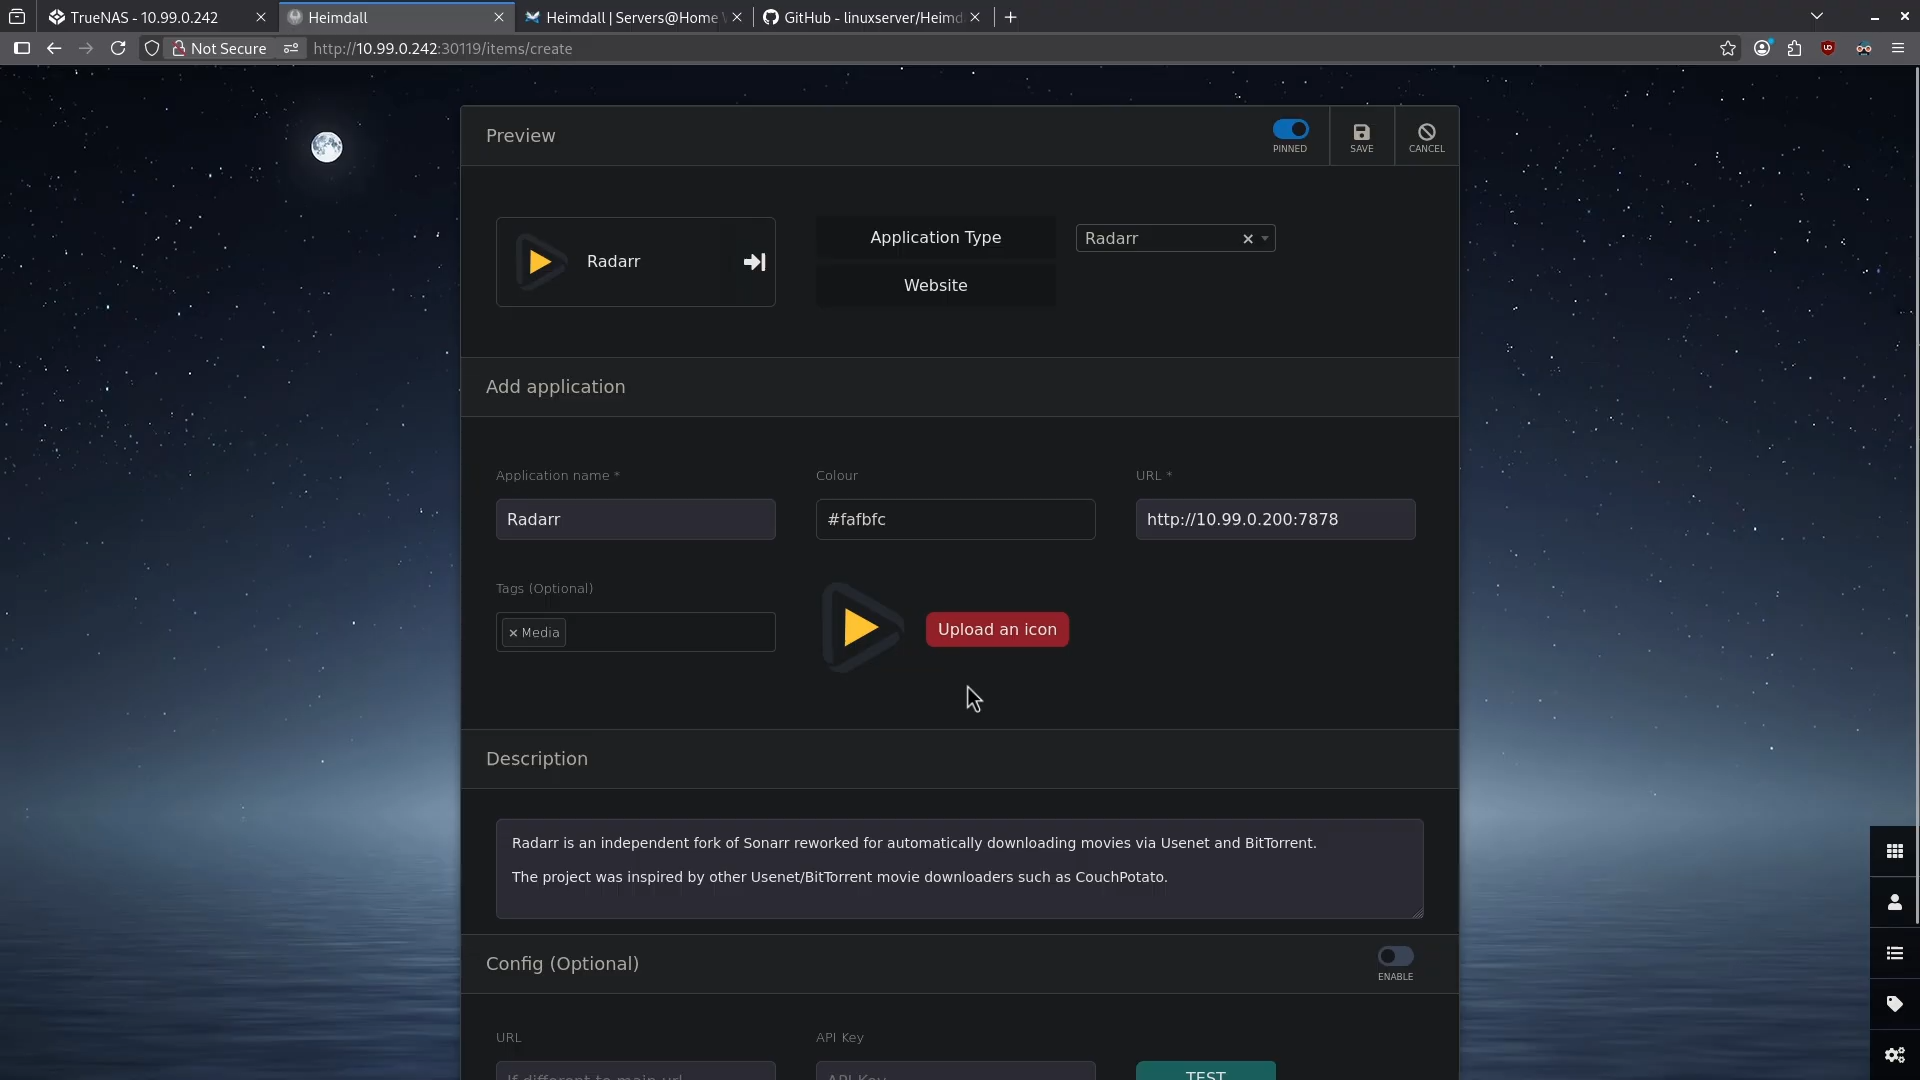 TrueNAS - 10.99.0.242
Heimdall
Heimdall | Servers@Home
GitHub - linuxserver/Heimd
Not Secure
http://10.99.0.242:30119/items/create
Preview
PINNED
SAVE
CANCEL
Radarr
Application Type
Radarr
Website
Add application
Application name *
Colour
URL *
Radarr
#fafbfc
http://10.99.0.200:7878
Tags (Optional)
Media
Upload an icon
Description
Radarr is an independent fork of Sonarr reworked for automatically downloading movies via Usenet and BitTorrent.
The project was inspired by other Usenet/BitTorrent movie downloaders such as CouchPotato.
Config (Optional)
ENABLE
URL
API Key
If different to main url
API Key
TEST